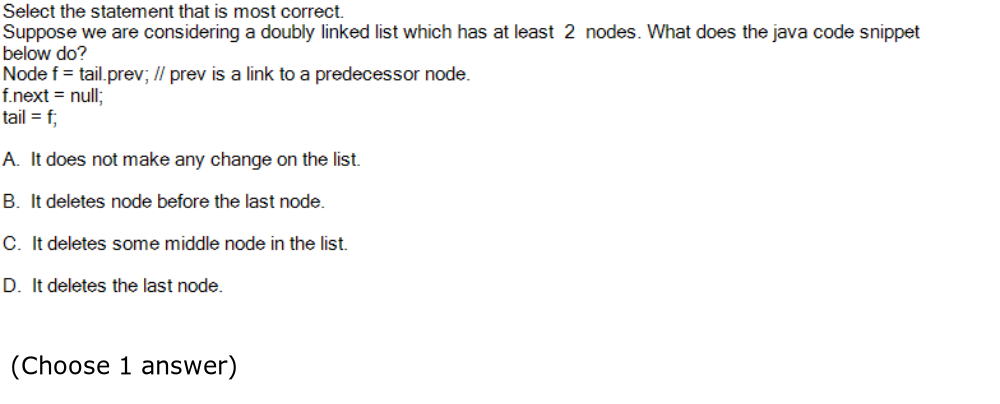 Select the statement that is most correct.
Suppose we are considering a doubly linked list which has at least 2 nodes. What does the java code snippet
below do?
Node f = tail.prev; // prev is a link to a predecessor node.
f.next = null;
tail = f;
A. It does not make any change on the list.
B. It deletes node before the last node.
C. It deletes some middle node in the list.
D. It deletes the last node.
(Choose 1 answer)